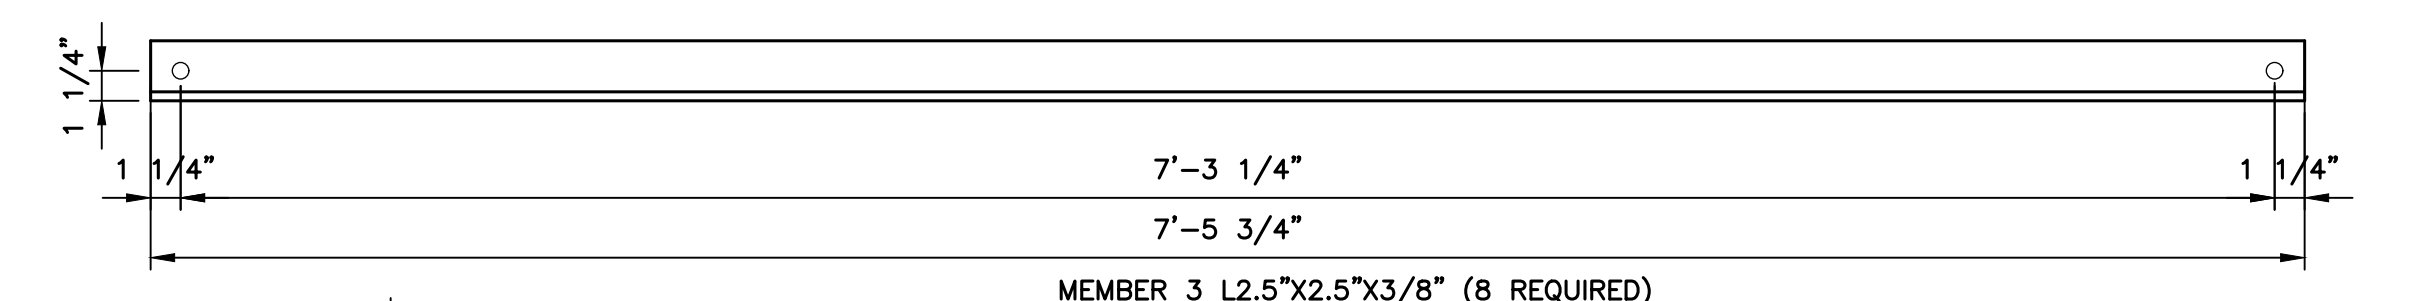 1 1/4”
1 1/4” 7’-3 1/4” 1 1/4”
7’-5 3/4”
MEMBER 3 L2.5”X2.5”X3/8” (8 REQUIRED)